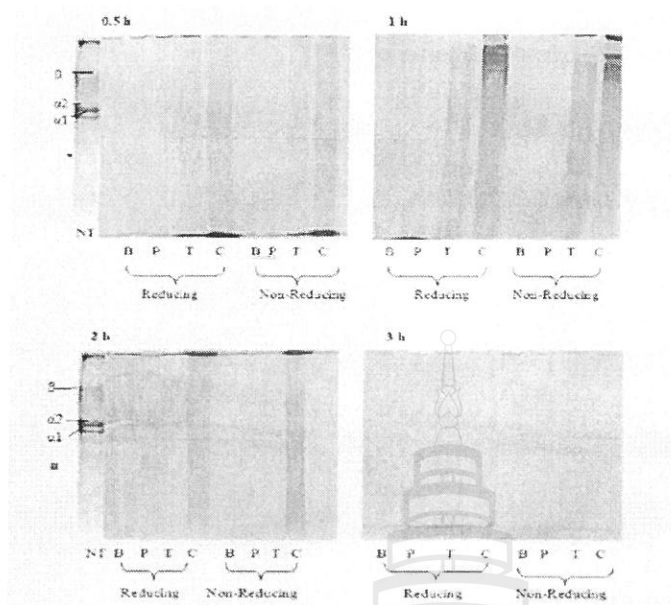 0.5 h 1 h
β
α2
α1
NT
B P T C B P T C B P T C B P T C
Reducing Non-Reducing Reducing Non-Reducing
2 h 3 h
β
α2
α1
NT B P T C B P T C B P T C B P T C
Reducing Non-Reducing Reducing Non-Reducing